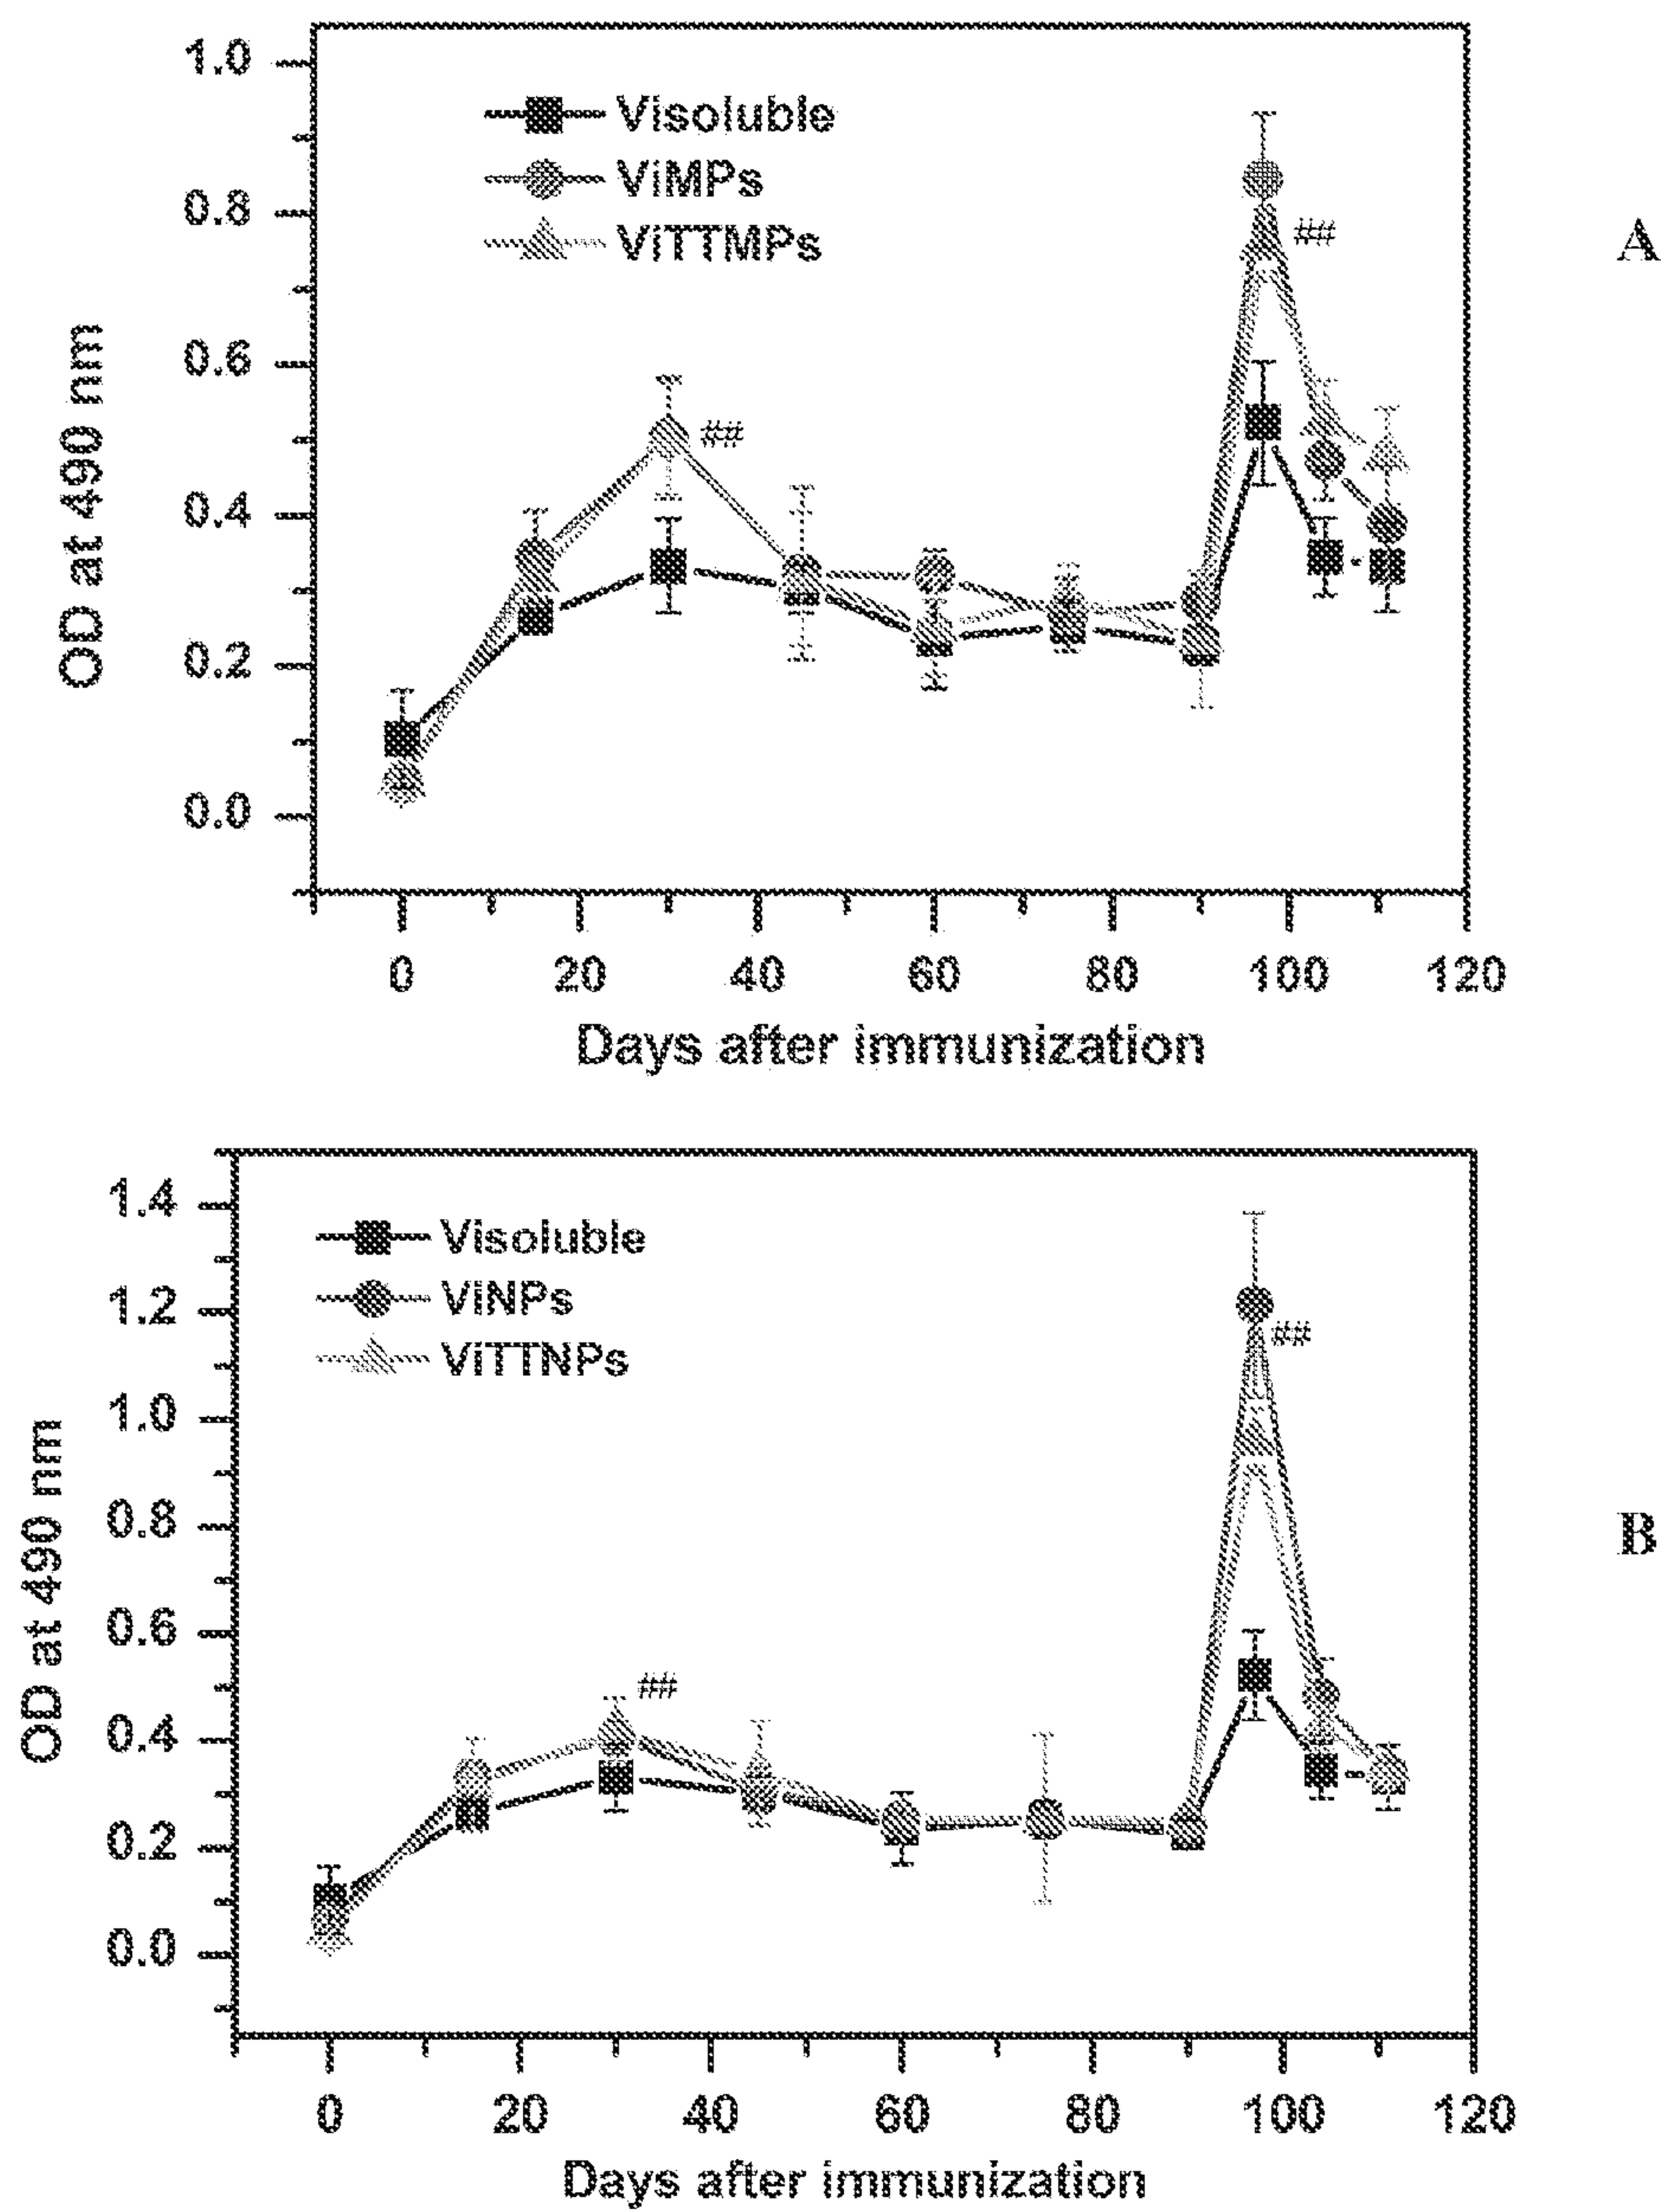 1.0
0.8
0.6
0.4
0.2
0.0
OD at 490 nm
Visoluble
ViMPs
ViTTMPs
##
##
A
0 20 40 60 80 100 120
Days after immunization
1.4
1.2
1.0
0.8
0.6
0.4
0.2
0.0
OD at 490 nm
Visoluble
ViNPs
ViTTNPs
##
##
B
0 20 40 60 80 100 120
Days after immunization